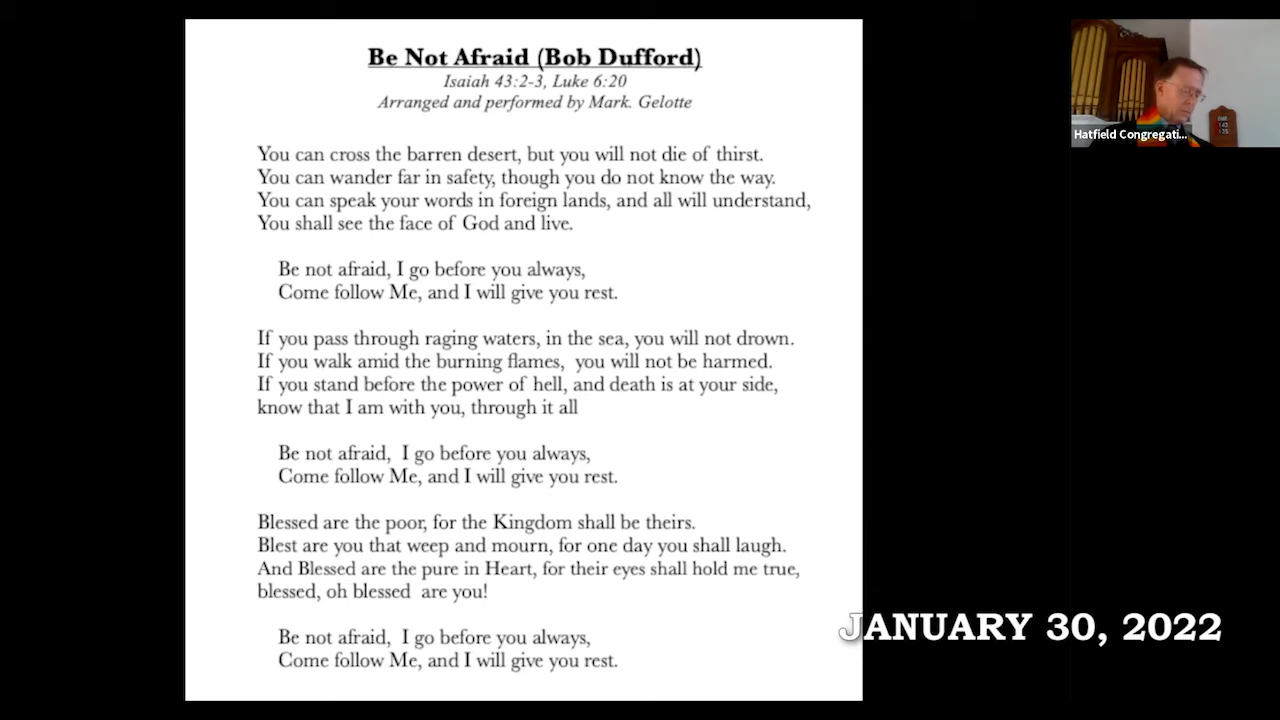 Be Not Afraid (Bob Dufford)
Isaiah 43:2-3, Luke 6:20
Arranged and performed by Mark. Gelotte
You can cross the barren desert, but you will not die of thirst.
You can wander far in safety, though you do not know the way.
You can speak your words in foreign lands, and all will understand,
You shall see the face of God and live.
Be not afraid, I go before you always,
Come follow Me, and I will give you rest.
If you pass through raging waters, in the sea, you will not drown.
If you walk amid the burning flames, you will not be harmed.
If you stand before the power of hell, and death is at your side,
know that I am with you, through it all
Be not afraid, I go before you always,
Come follow Me, and I will give you rest.
Blessed are the poor, for the Kingdom shall be theirs.
Blest are you that weep and mourn, for one day you shall laugh.
And Blessed are the pure in Heart, for their eyes shall hold me true,
blessed, oh blessed are you!
Be not afraid, I go before you always,
Come follow Me, and I will give you rest.
Hatfield Congregati...
JANUARY 30, 2022